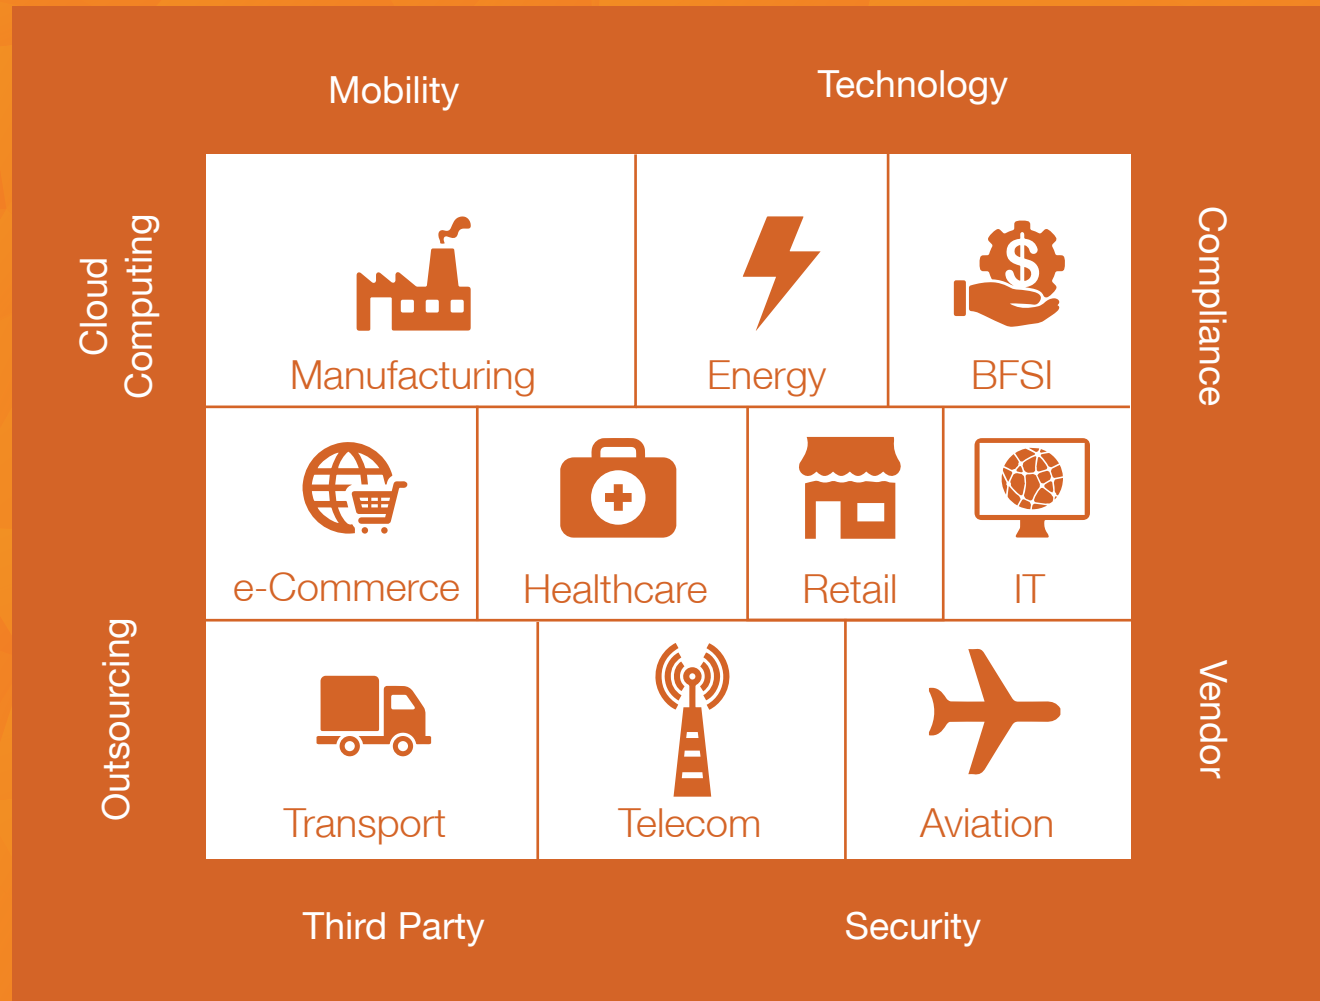 Mobility
Technology
Cloud
Computing
Compliance
Manufacturing
Energy
BFSI
e-Commerce
Healthcare
Retail
IT
Outsourcing
Vendor
Transport
Telecom
Aviation
Third Party
Security